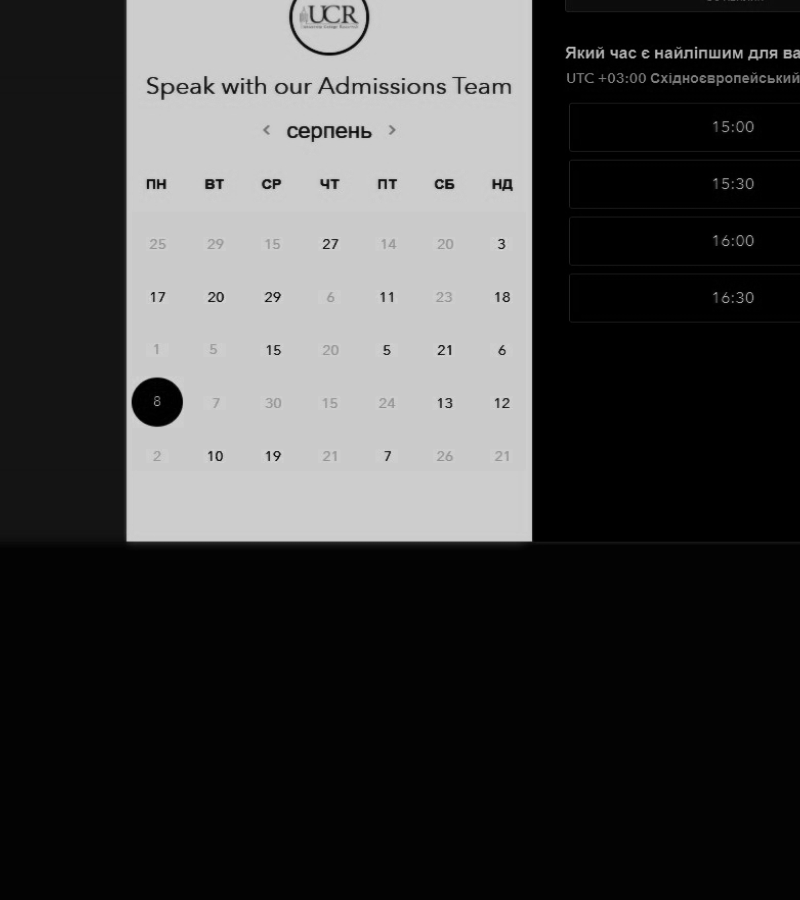 UCR
Speak with our Admissions Team
‹ серпень ›
ПН ВТ СР ЧТ ПТ СБ НД
25 29 15 27 14 20 3
17 20 29 6 11 23 18
1 5 15 20 5 21 6
8 7 30 15 24 13 12
2 10 19 21 7 26 21
Який час є найліпшим для ва
UTC +03:00 Східноєвропейський
15:00
15:30
16:00
16:30